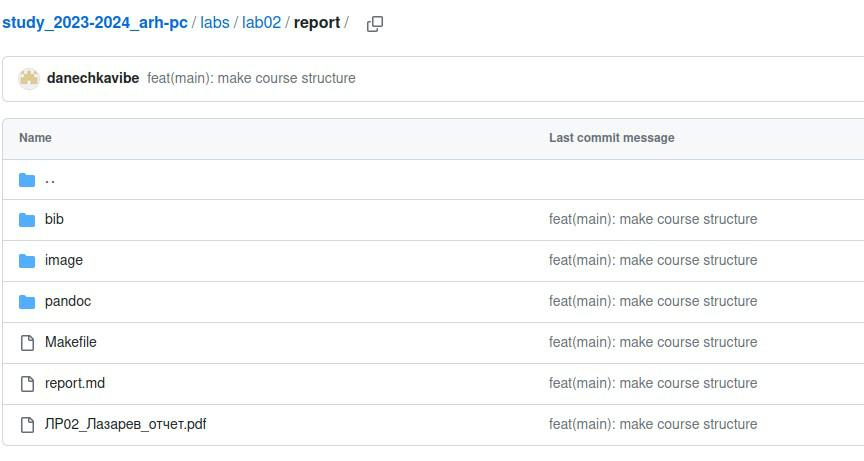 study_2023-2024_arh-pc / labs / lab02 / report /
danechkavibe feat(main): make course structure
Name Last commit message
..
bib feat(main): make course structure
image feat(main): make course structure
pandoc feat(main): make course structure
Makefile feat(main): make course structure
report.md feat(main): make course structure
ЛР02_Лазарев_отчет.pdf feat(main): make course structure